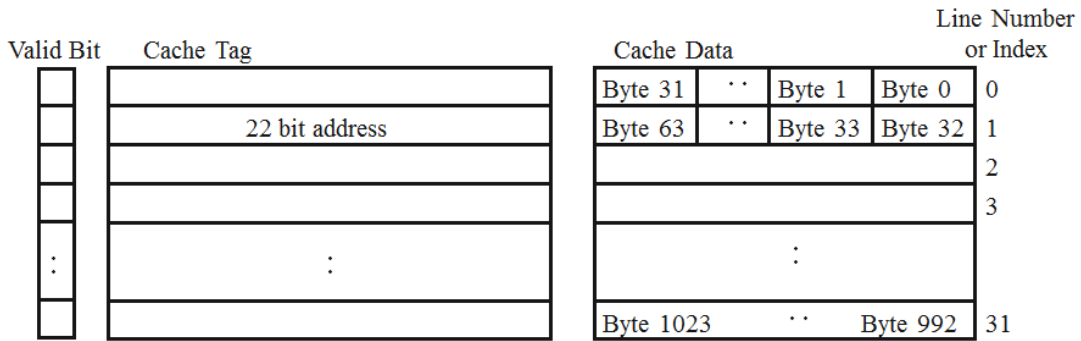 Line Number
Valid Bit Cache Tag Cache Data or Index
Byte 31 ·· Byte 1 Byte 0 0
22 bit address Byte 63 ·· Byte 33 Byte 32 1
2
3
: : :
Byte 1023 ·· Byte 992 31